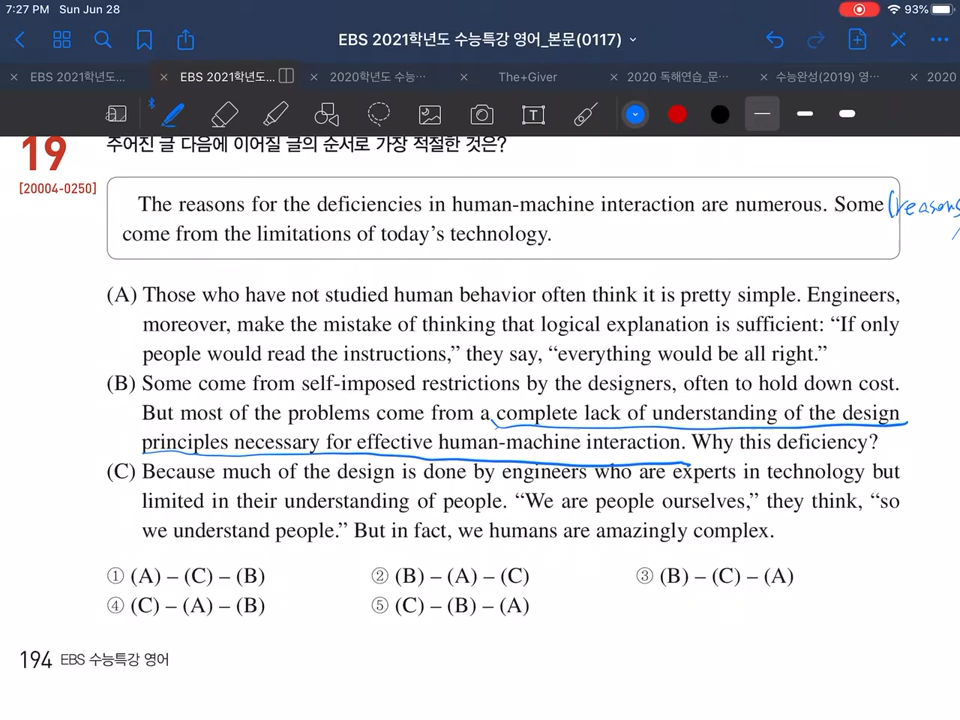 7:27 PM Sun Jun 28
93%
EBS 2021학년도 수능특강 영어_본문(0117)
EBS 2021학년도...
EBS 2021학년도...
2020학년도 수능...
The+Giver
2020 독해연습_문...
수능완성(2019) 영...
2020
T
19
주어진 글 다음에 이어질 글의 순서로 가장 적절한 것은?
[20004-0250]
The reasons for the deficiencies in human-machine interaction are numerous. Some (reasons
come from the limitations of today's technology.
(A) Those who have not studied human behavior often think it is pretty simple. Engineers,
moreover, make the mistake of thinking that logical explanation is sufficient: “If only
people would read the instructions,” they say, “everything would be all right.”
(B) Some come from self-imposed restrictions by the designers, often to hold down cost.
But most of the problems come from a complete lack of understanding of the design
principles necessary for effective human-machine interaction. Why this deficiency?
(C) Because much of the design is done by engineers who are experts in technology but
limited in their understanding of people. “We are people ourselves,” they think, “so
we understand people.” But in fact, we humans are amazingly complex.
① (A) – (C) – (B) ② (B) – (A) – (C) ③ (B) – (C) – (A)
④ (C) – (A) – (B) ⑤ (C) – (B) – (A)
194 EBS 수능특강 영어